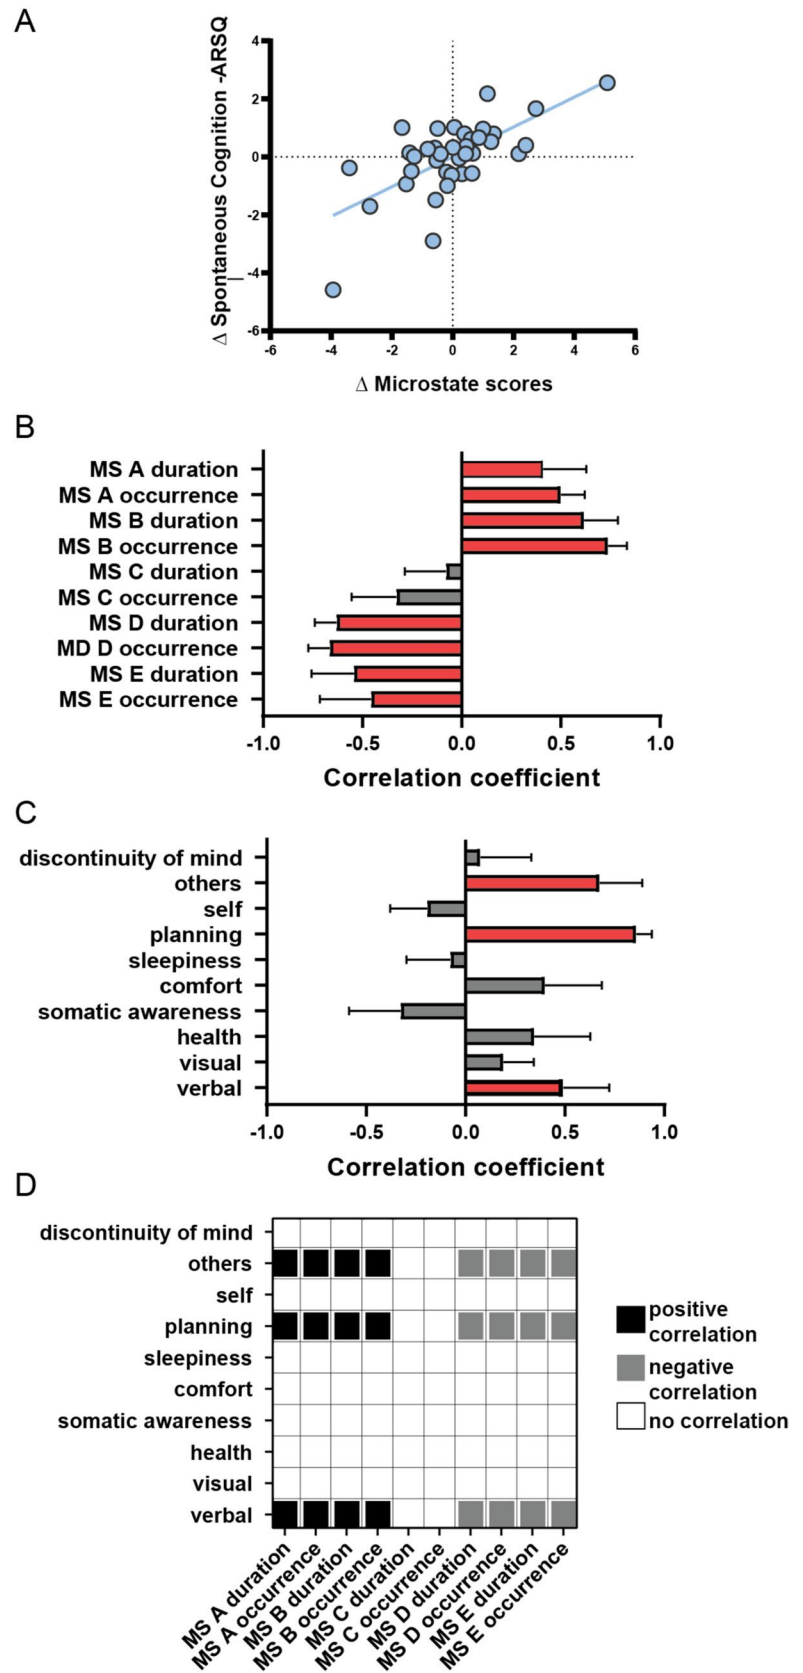 A
Δ Spontaneous Cognition -ARSQ
4
2
0
-2
-4
-6
-6 -4 -2 0 2 4 6
Δ Microstate scores
B
MS A duration
MS A occurrence
MS B duration
MS B occurrence
MS C duration
MS C occurrence
MS D duration
MD D occurrence
MS E duration
MS E occurrence
-1.0 -0.5 0.0 0.5 1.0
Correlation coefficient
C
discontinuity of mind
others
self
planning
sleepiness
comfort
somatic awareness
health
visual
verbal
-1.0 -0.5 0.0 0.5 1.0
Correlation coefficient
D
discontinuity of mind
others
self
planning
sleepiness
comfort
somatic awareness
health
visual
verbal
MS A duration
MS A occurrence
MS B duration
MS B occurrence
MS C duration
MS C occurrence
MS D duration
MS D occurrence
MS E duration
MS E occurrence
positive
correlation
negative
correlation
no correlation